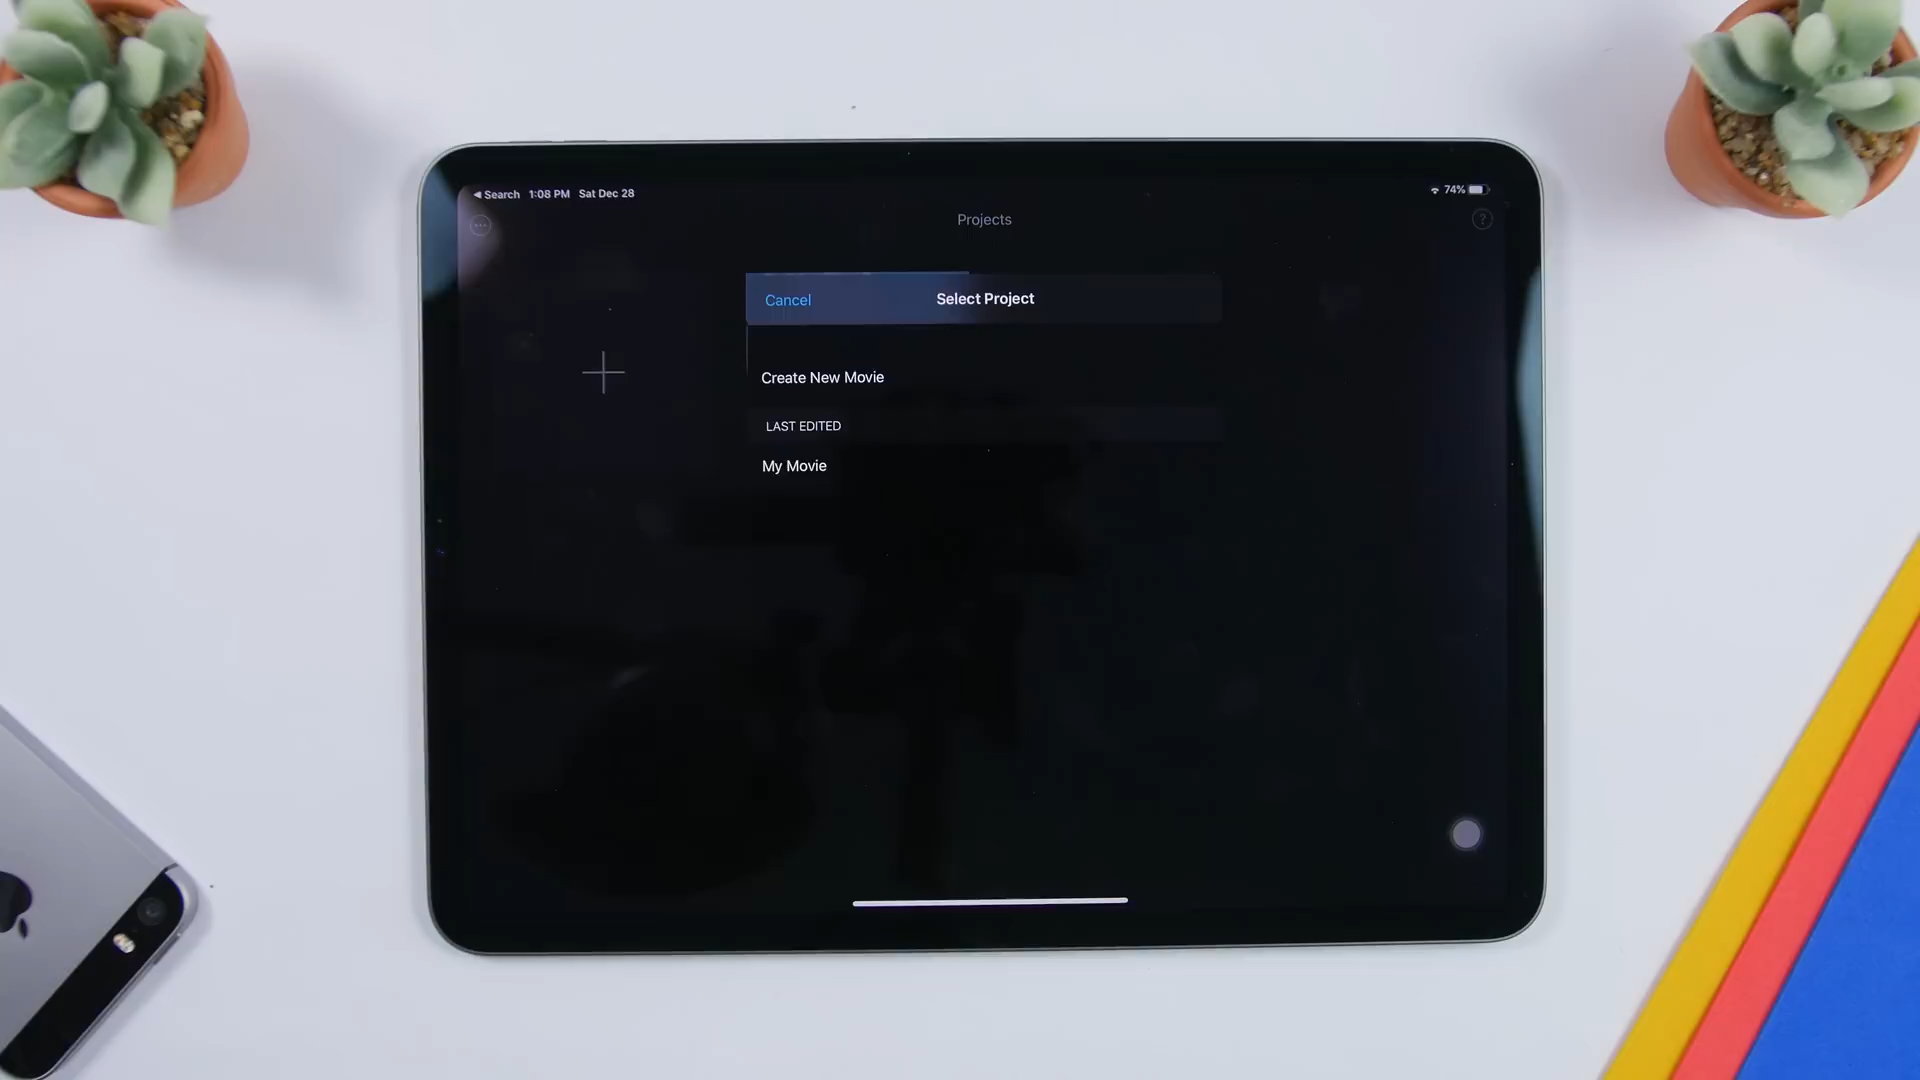 ◀ Search 1:08 PM Sat Dec 28 74%
Projects
?
Cancel Select Project
Create New Movie
LAST EDITED
My Movie